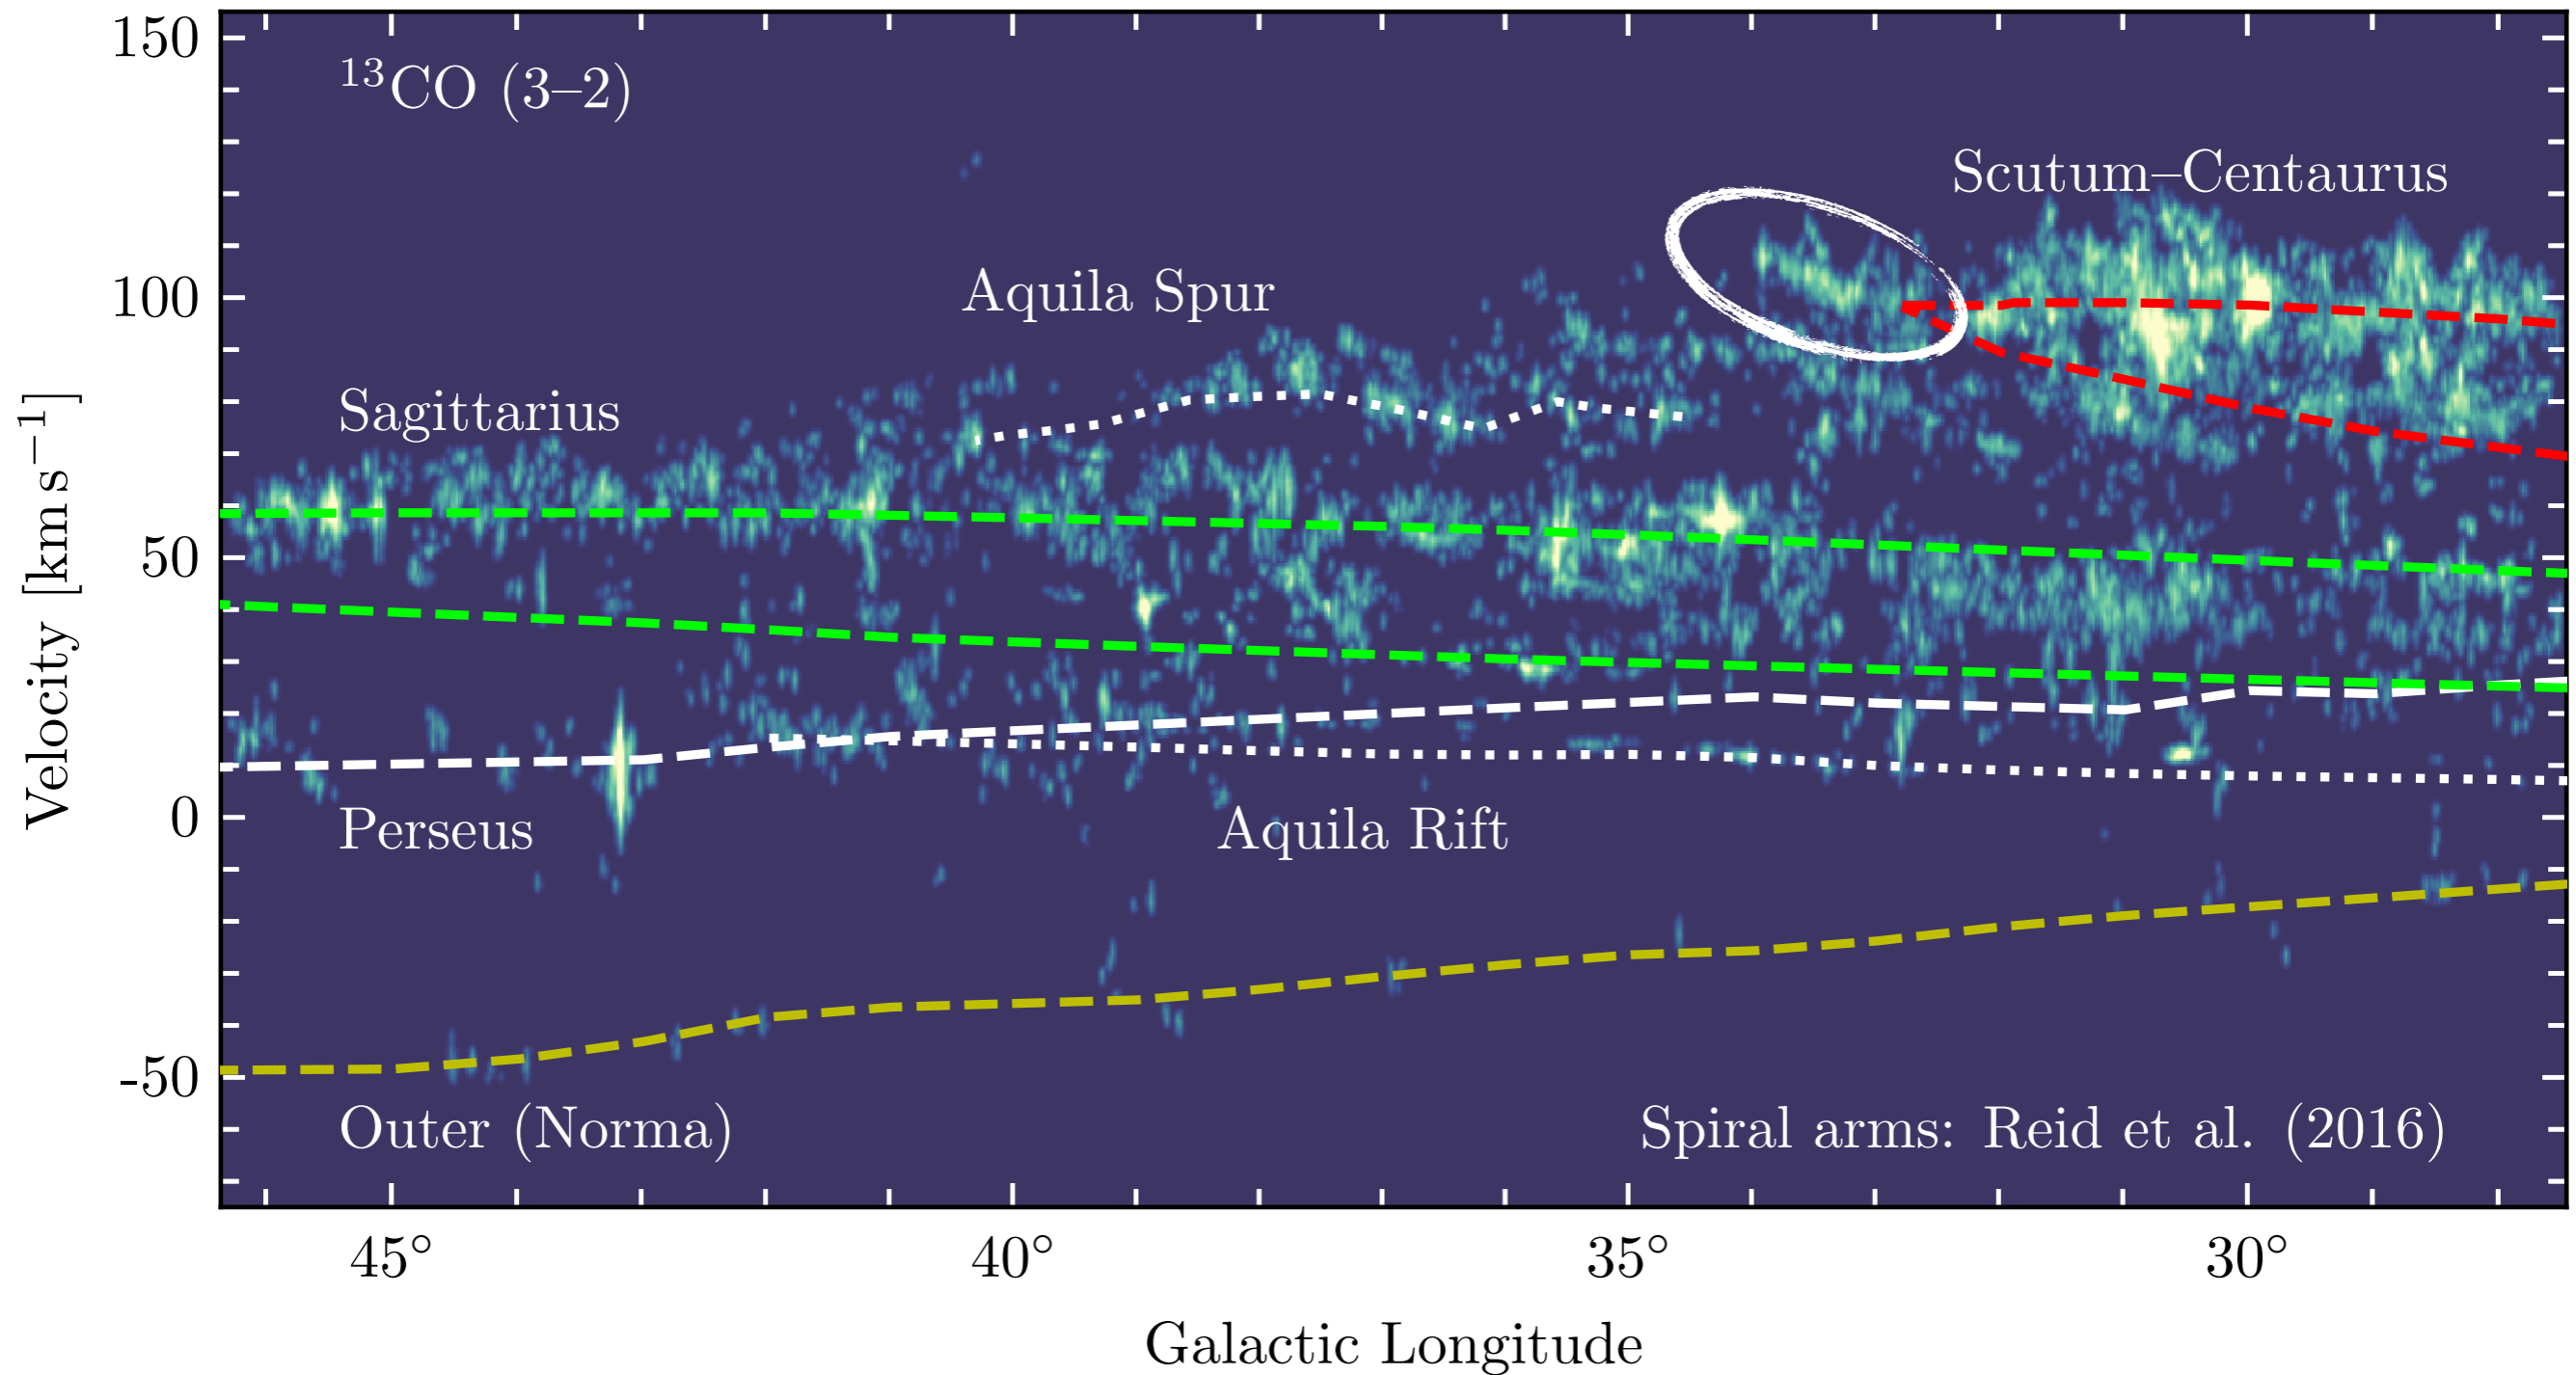 150
¹³CO (3–2)
Scutum–Centaurus
100
Aquila Spur
Sagittarius
50
Velocity [km s⁻¹]
0
Perseus
Aquila Rift
-50
Outer (Norma)
Spiral arms: Reid et al. (2016)
45°
40°
35°
30°
Galactic Longitude